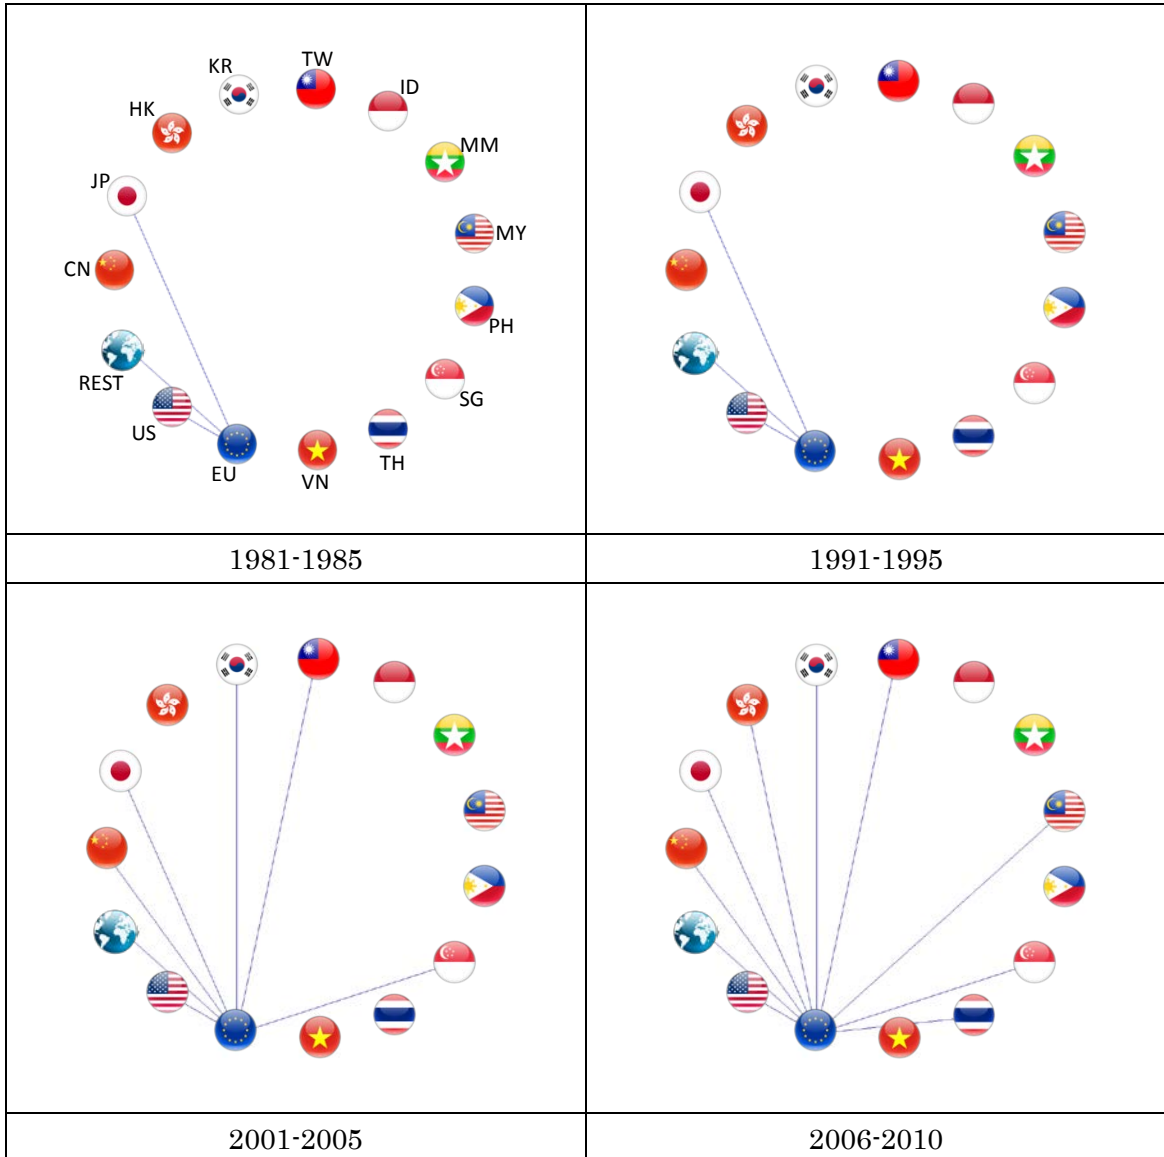 TW
KR
ID
HK
MM
JP
MY
CN
PH
REST
SG
US
TH
EU
VN
1981-1985
1991-1995
2001-2005
2006-2010